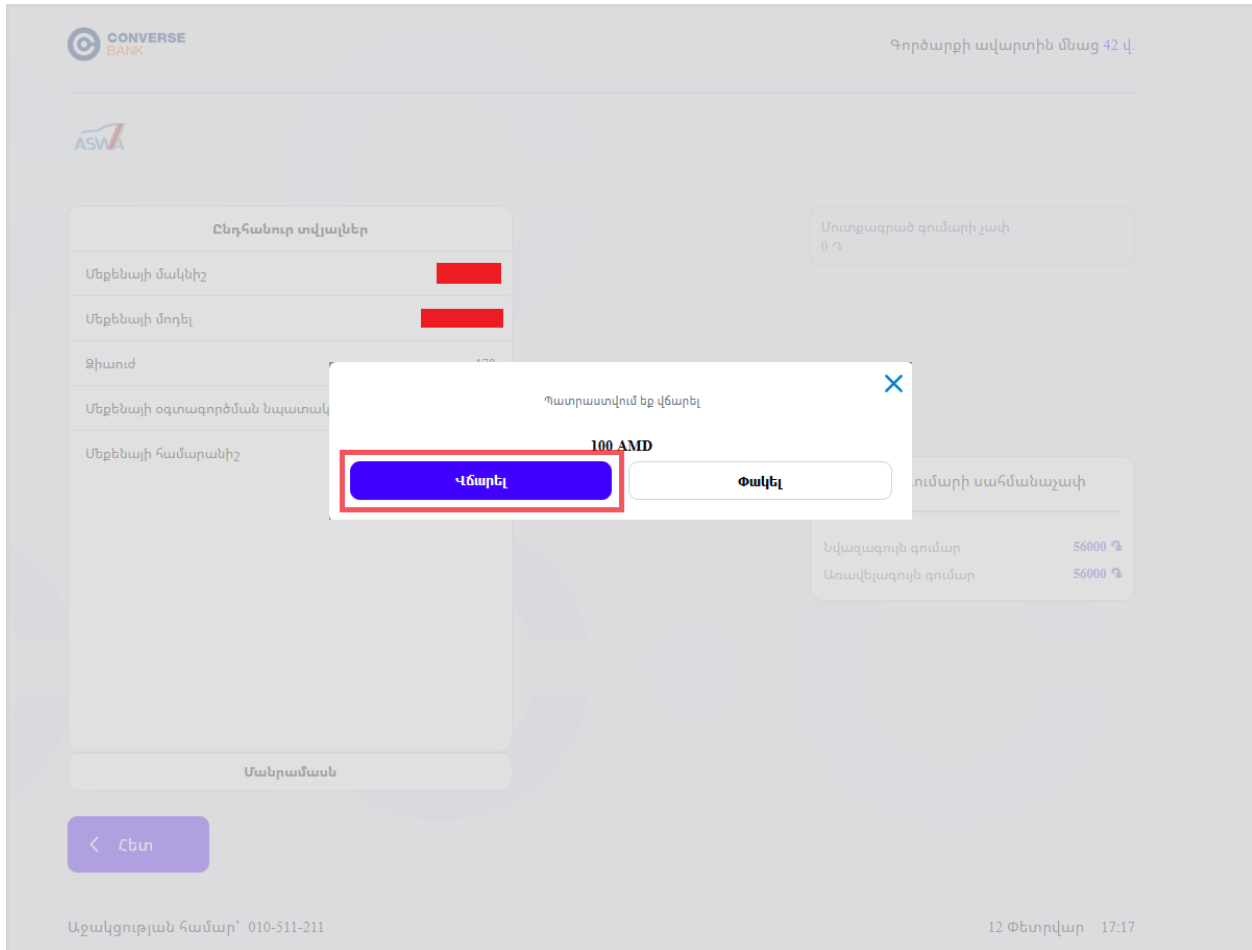 CONVERSE
BANK
Գործարքի ավարտին մնաց 42 վ.
ASWA
Ընդհանուր տվյալներ
Մուտքագրած գումարի չափ
0 ֏
Մեքենայի մակնիշ
Մեքենայի մոդել
Ձիաուժ
Պատրաստվում եք վճարել
Մեքենայի օգտագործման նպատակ
100 AMD
Մեքենայի համարանիշ
Վճարել
Փակել
ումարի սահմանաչափ
Նվազագույն գումար 56000 ֏
Առավելագույն գումար 56000 ֏
Մանրամասն
Հետ
Աջակցության համար՝ 010-511-211
12 Փետրվար 17:17